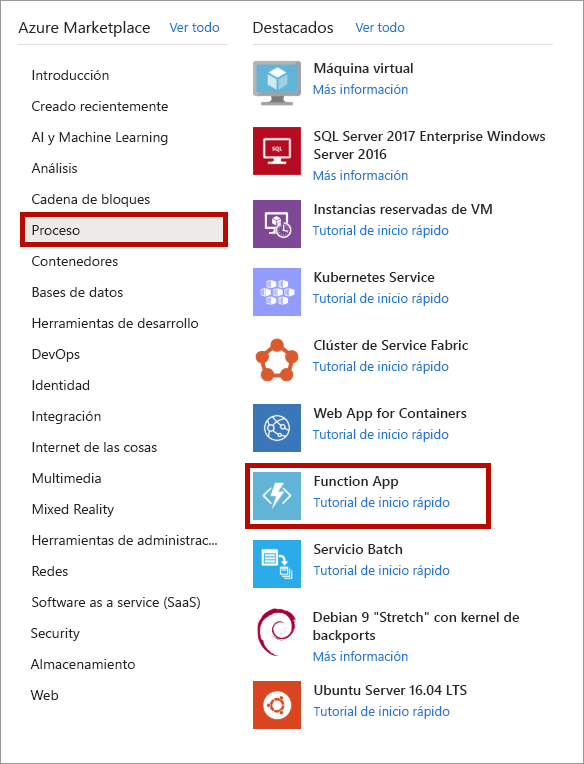 Azure Marketplace Ver todo
Introducción
Creado recientemente
AI y Machine Learning
Análisis
Cadena de bloques
Proceso
Contenedores
Bases de datos
Herramientas de desarrollo
DevOps
Identidad
Integración
Internet de las cosas
Multimedia
Mixed Reality
Herramientas de administrac...
Redes
Software as a service (SaaS)
Security
Almacenamiento
Web
Destacados Ver todo
Máquina virtual
Más información
SQL
SQL Server 2017 Enterprise Windows
Server 2016
Más información
Instancias reservadas de VM
Tutorial de inicio rápido
Kubernetes Service
Tutorial de inicio rápido
Clúster de Service Fabric
Tutorial de inicio rápido
Web App for Containers
Tutorial de inicio rápido
Function App
Tutorial de inicio rápido
Servicio Batch
Tutorial de inicio rápido
Debian 9 "Stretch" con kernel de
backports
Más información
Ubuntu Server 16.04 LTS
Tutorial de inicio rápido